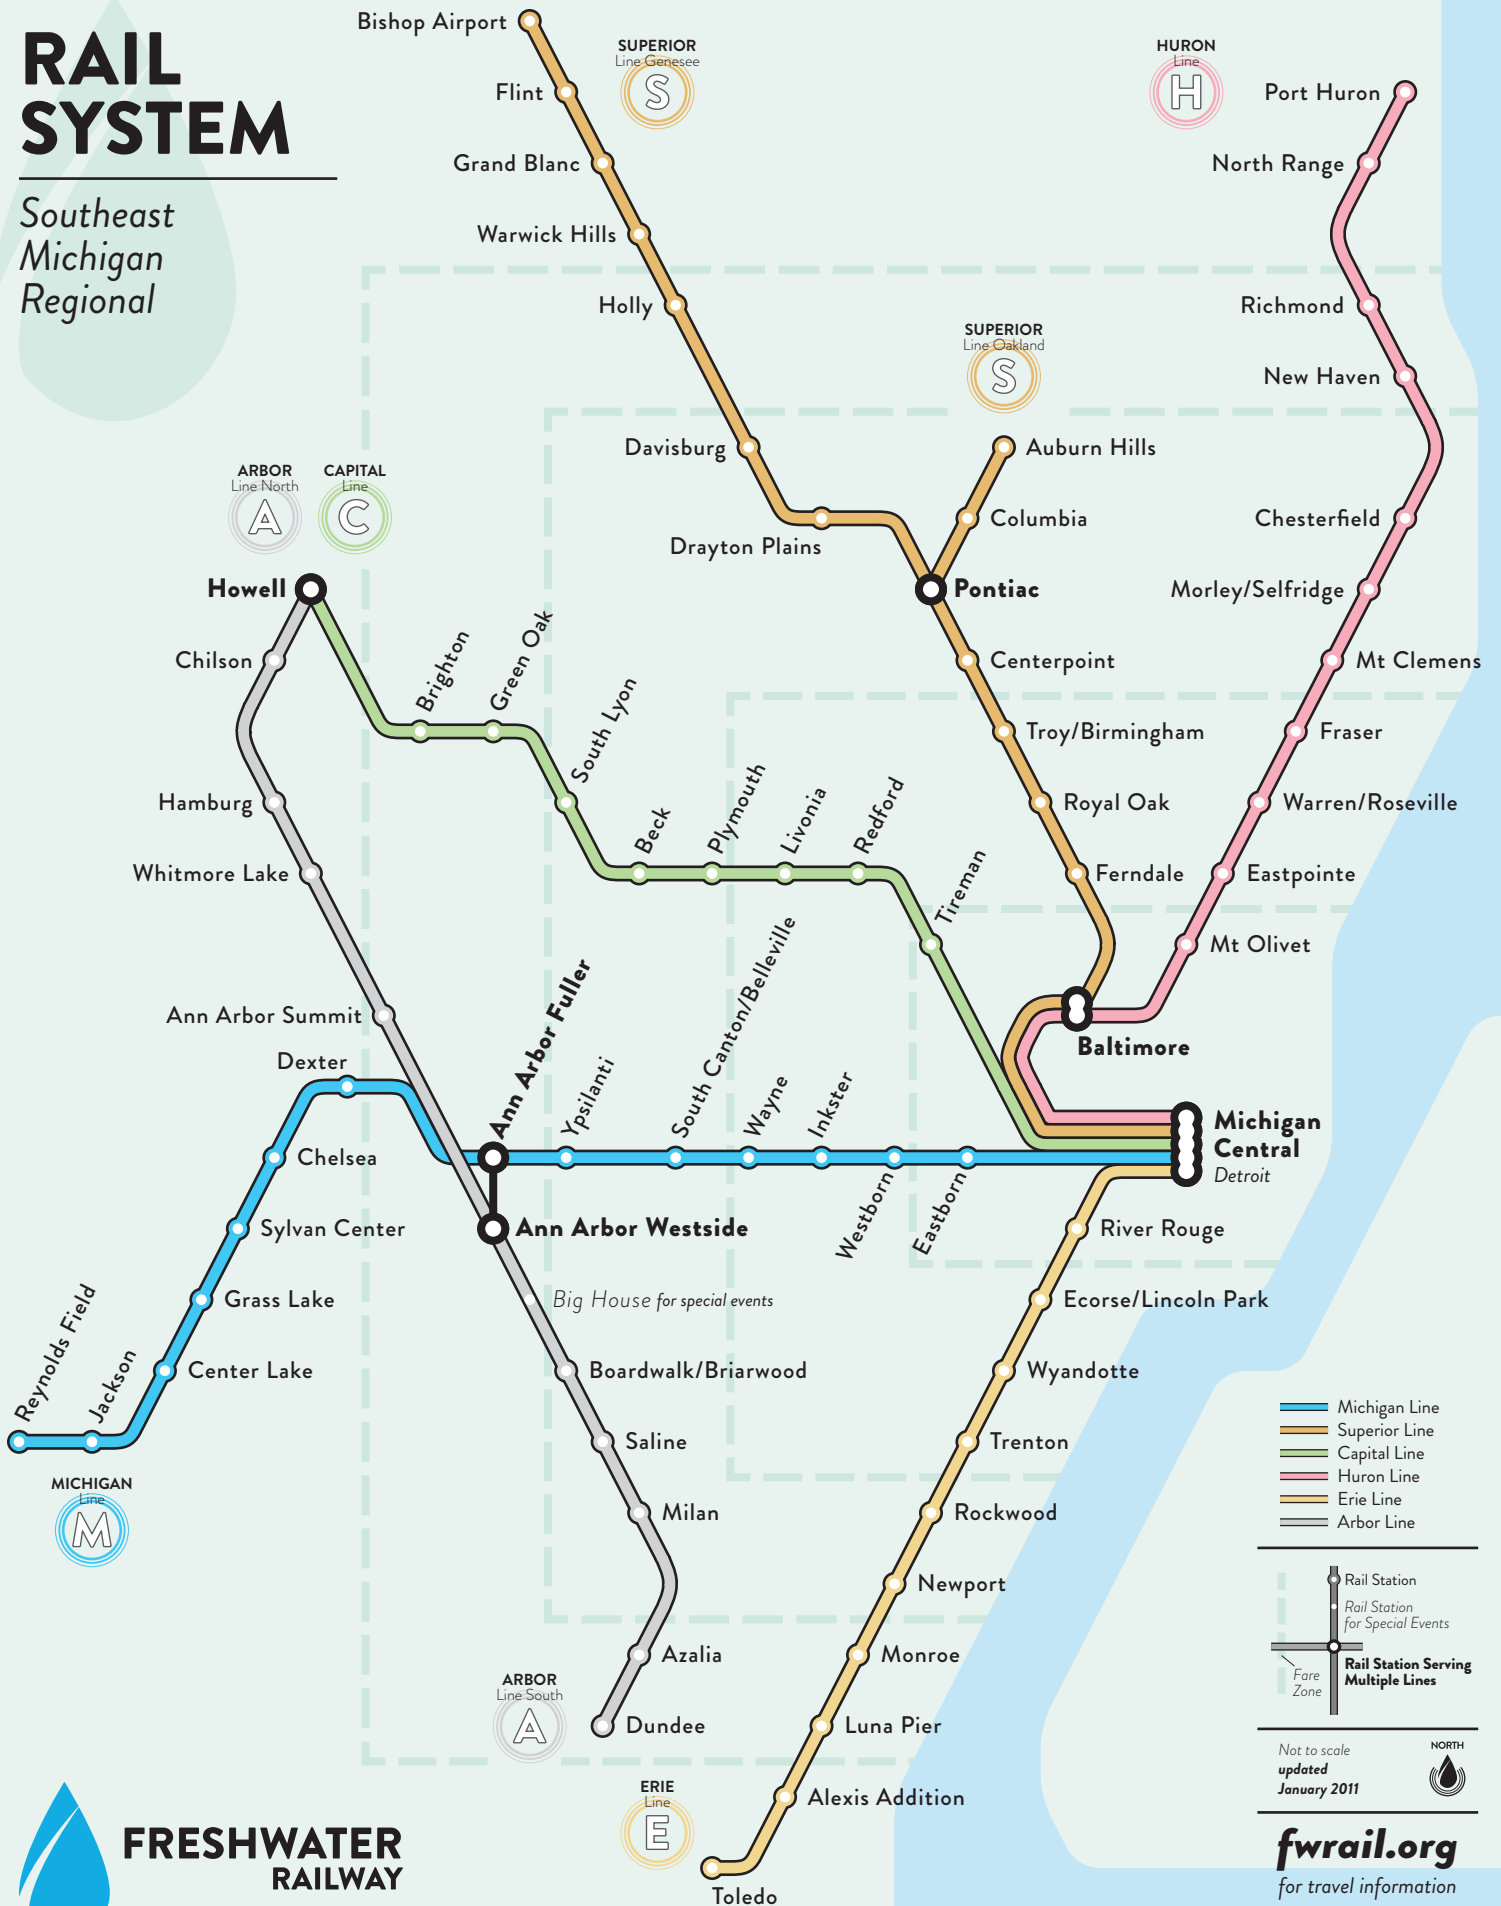 RAIL
SYSTEM
Southeast
Michigan
Regional
Bishop Airport
SUPERIOR
Line Genesee
S
Flint
Grand Blanc
Warwick Hills
Holly
Davisburg
Drayton Plains
HURON
Line
H
Port Huron
North Range
Richmond
New Haven
Chesterfield
Morley/Selfridge
Mt Clemens
Fraser
Warren/Roseville
Eastpointe
Mt Olivet
SUPERIOR
Line Oakland
S
Auburn Hills
Columbia
Pontiac
Centerpoint
Troy/Birmingham
Royal Oak
Ferndale
Baltimore
Michigan
Central
Detroit
ARBOR
Line North
A
CAPITAL
Line
C
Howell
Brighton
Green Oak
South Lyon
Beck
Plymouth
Livonia
Redford
Tireman
Chilson
Hamburg
Whitmore Lake
Ann Arbor Summit
Dexter
Chelsea
Sylvan Center
Grass Lake
Center Lake
Jackson
Reynolds Field
MICHIGAN
Line
M
Ann Arbor Fuller
Ypsilanti
South Canton/Belleville
Wayne
Inkster
Westborn
Eastborn
Ann Arbor Westside
Big House for special events
Boardwalk/Briarwood
Saline
Milan
Azalia
Dundee
ARBOR
Line South
A
River Rouge
Ecorse/Lincoln Park
Wyandotte
Trenton
Rockwood
Newport
Monroe
Luna Pier
Alexis Addition
Toledo
ERIE
Line
E
Michigan Line
Superior Line
Capital Line
Huron Line
Erie Line
Arbor Line
Rail Station
Rail Station
for Special Events
Fare
Zone
Rail Station Serving
Multiple Lines
Not to scale
updated
January 2011
NORTH
fwrail.org
for travel information
FRESHWATER
RAILWAY